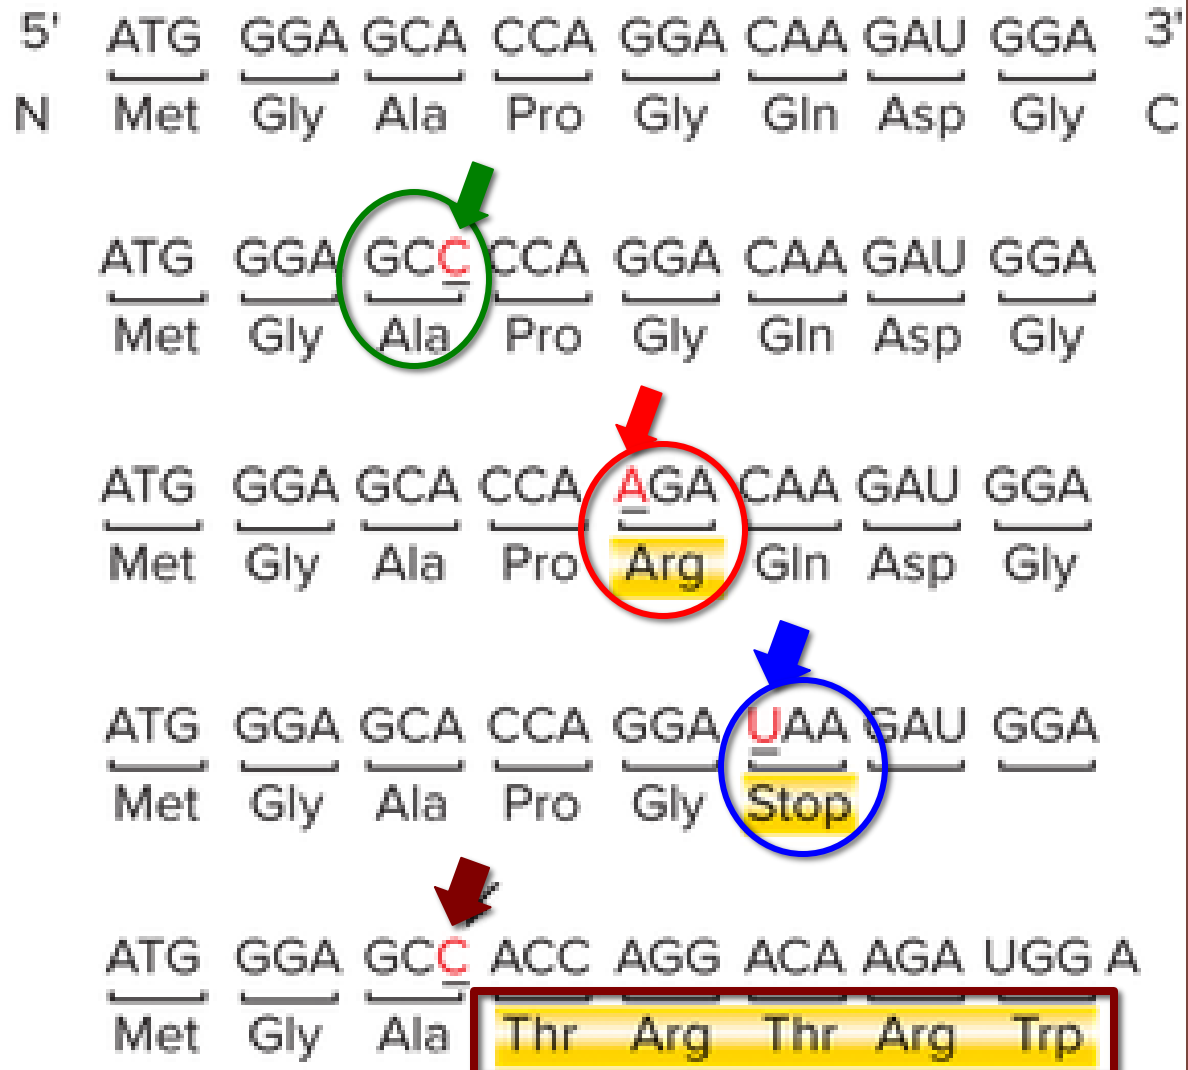 5' ATG GGA GCA CCA GGA CAA GAU GGA 3'
N Met Gly Ala Pro Gly Gln Asp Gly C
ATG GGA GCC CCA GGA CAA GAU GGA
Met Gly Ala Pro Gly Gln Asp Gly
ATG GGA GCA CCA AGA CAA GAU GGA
Met Gly Ala Pro Arg Gln Asp Gly
ATG GGA GCA CCA GGA UAA GAU GGA
Met Gly Ala Pro Gly Stop
ATG GGA GCC ACC AGG ACA AGA UGG A
Met Gly Ala Thr Arg Thr Arg Trp